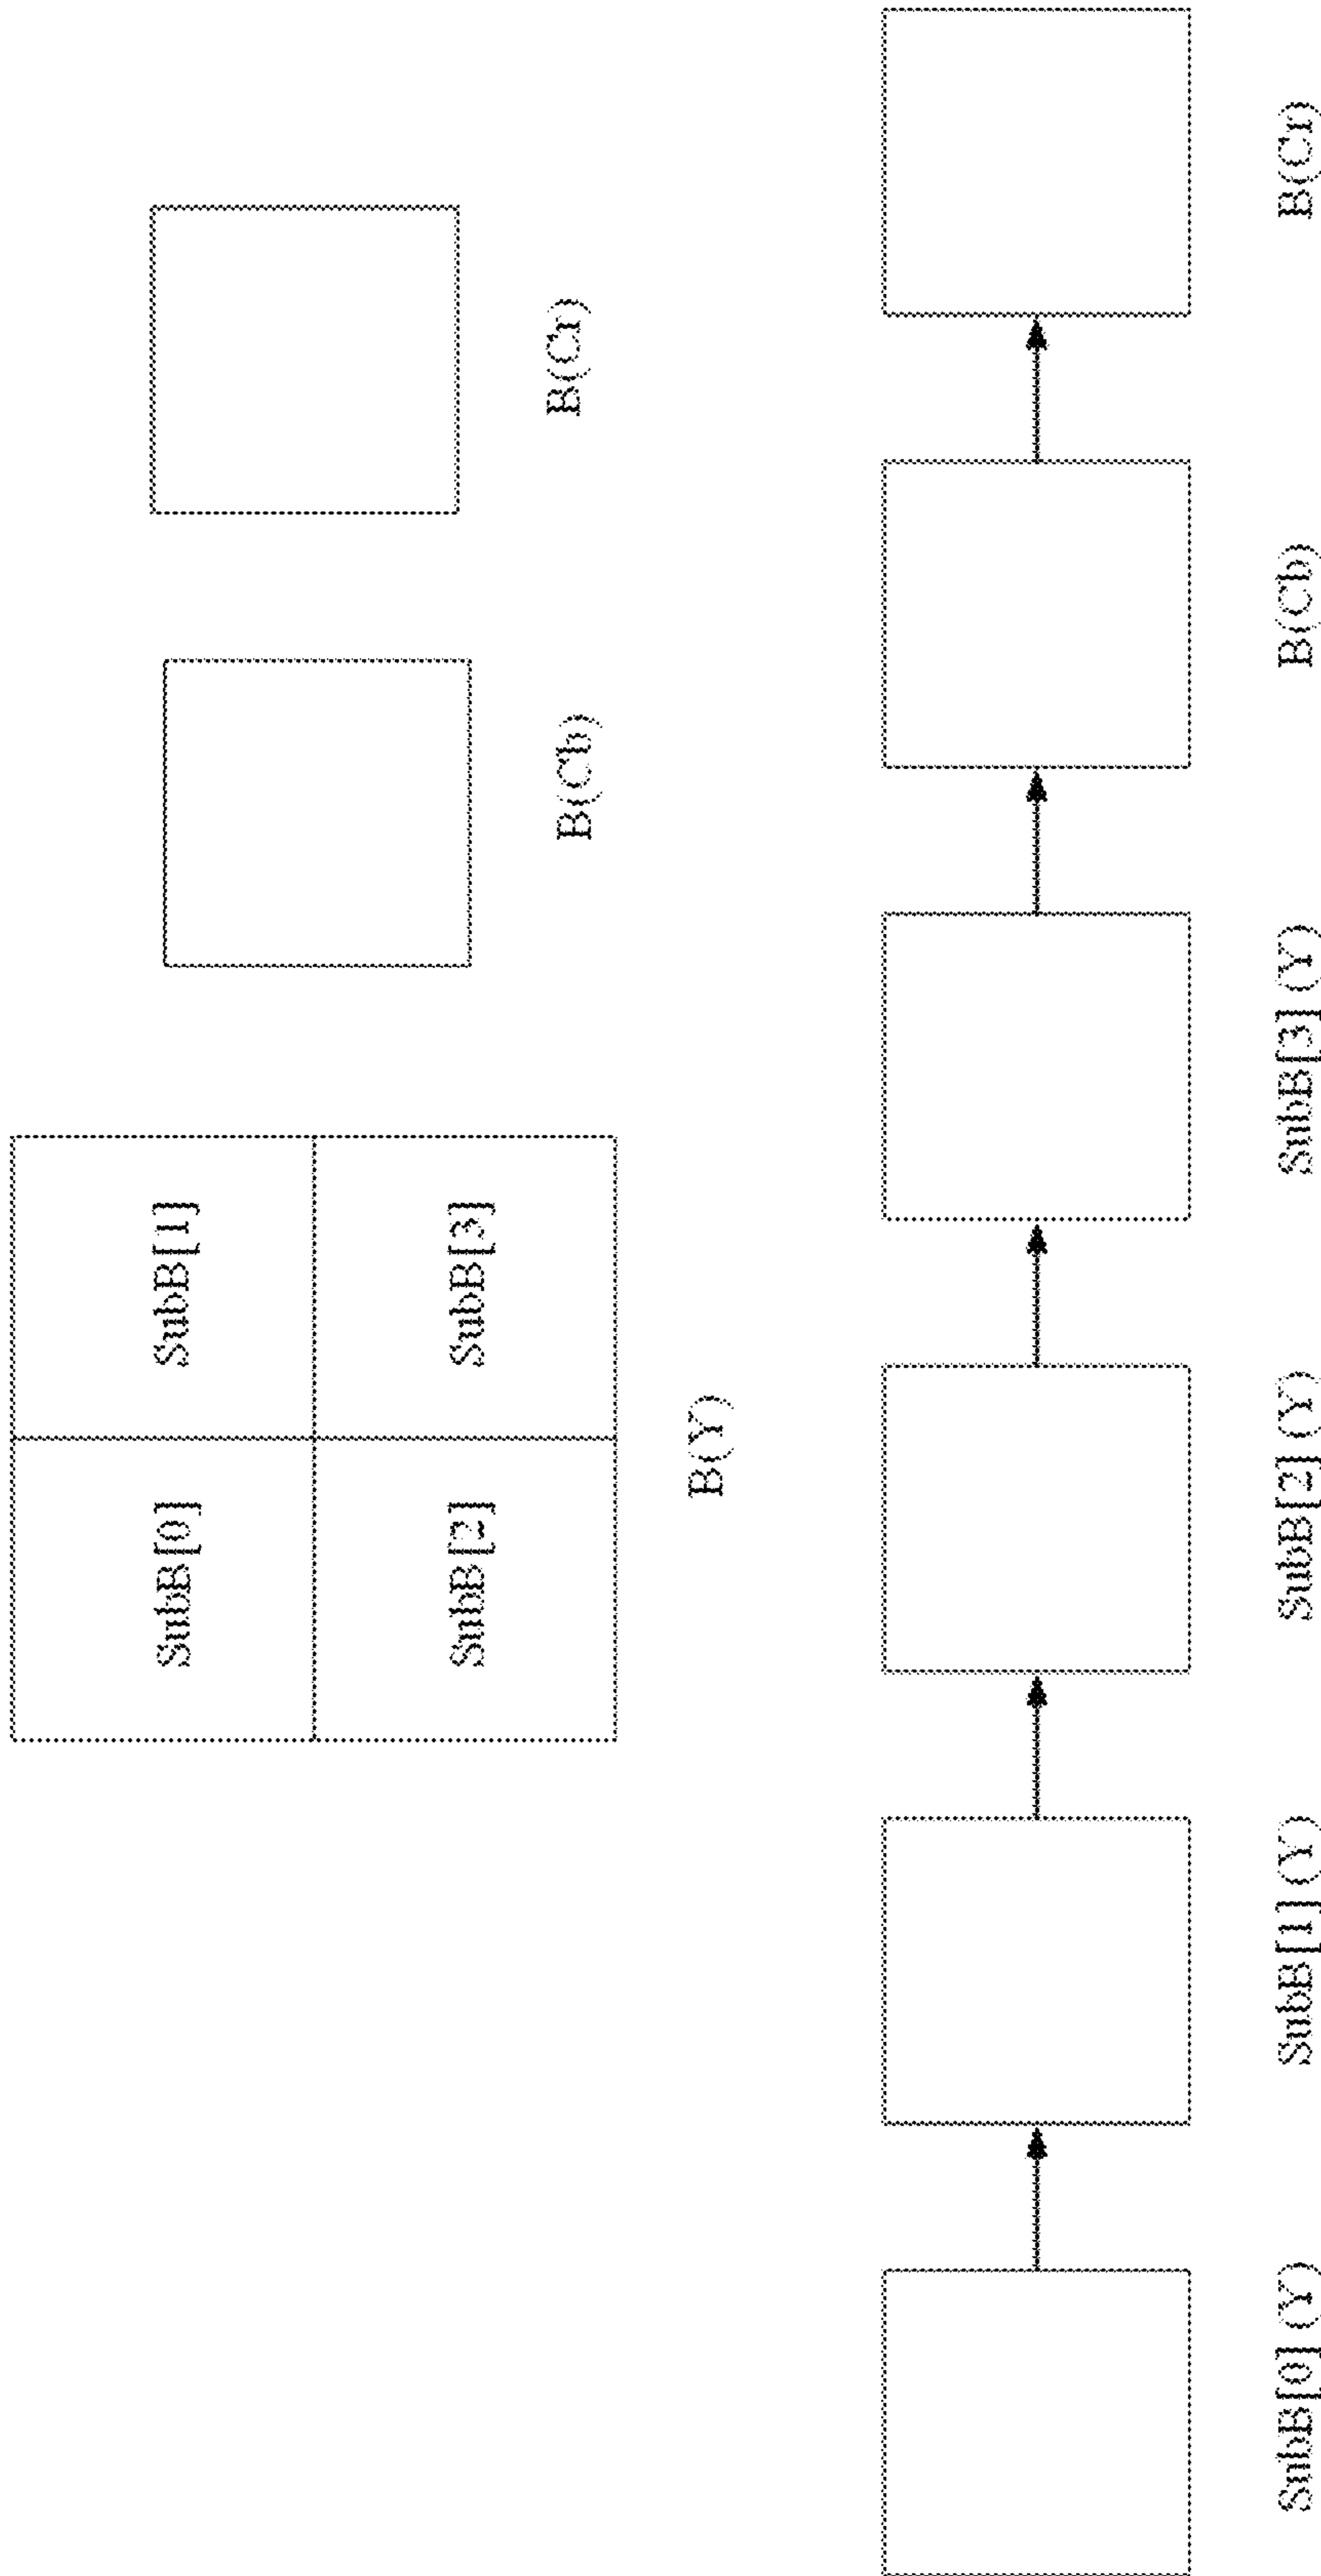 SubB[0]
SubB[1]
SubB[2]
SubB[3]
B(Y)
B(Cb)
B(Cr)
SubB[0] (Y)
SubB[1] (Y)
SubB[2] (Y)
SubB[3] (Y)
B(Cb)
B(Cr)